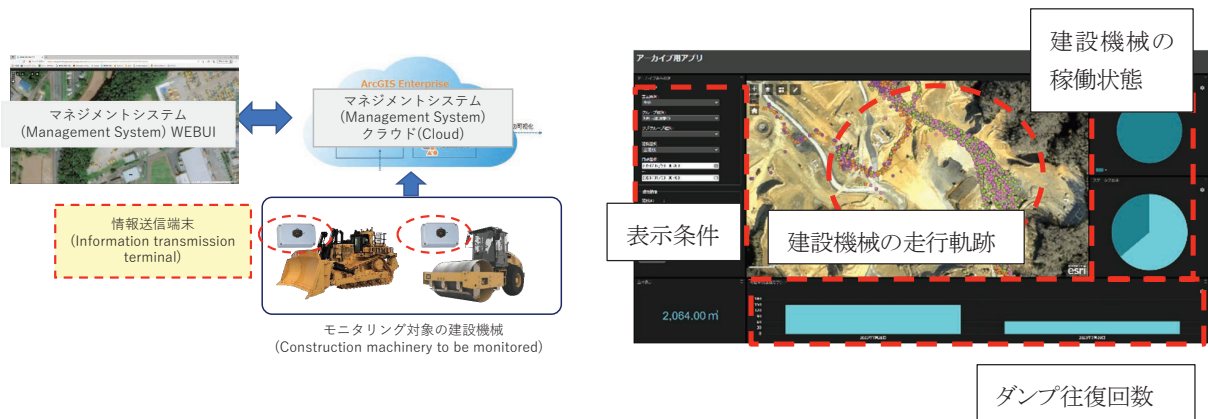 マネジメントシステム
(Management System) WEBUI
ArcGIS Enterprise
マネジメントシステム
(Management System)
クラウド(Cloud)
情報送信端末
(Information transmission
terminal)
モニタリング対象の建設機械
(Construction machinery to be monitored)
アーカイブ用アプリ
建設機械の
稼働状態
表示条件
建設機械の走行軌跡
esri
2,064.00 ㎥
ダンプ往復回数